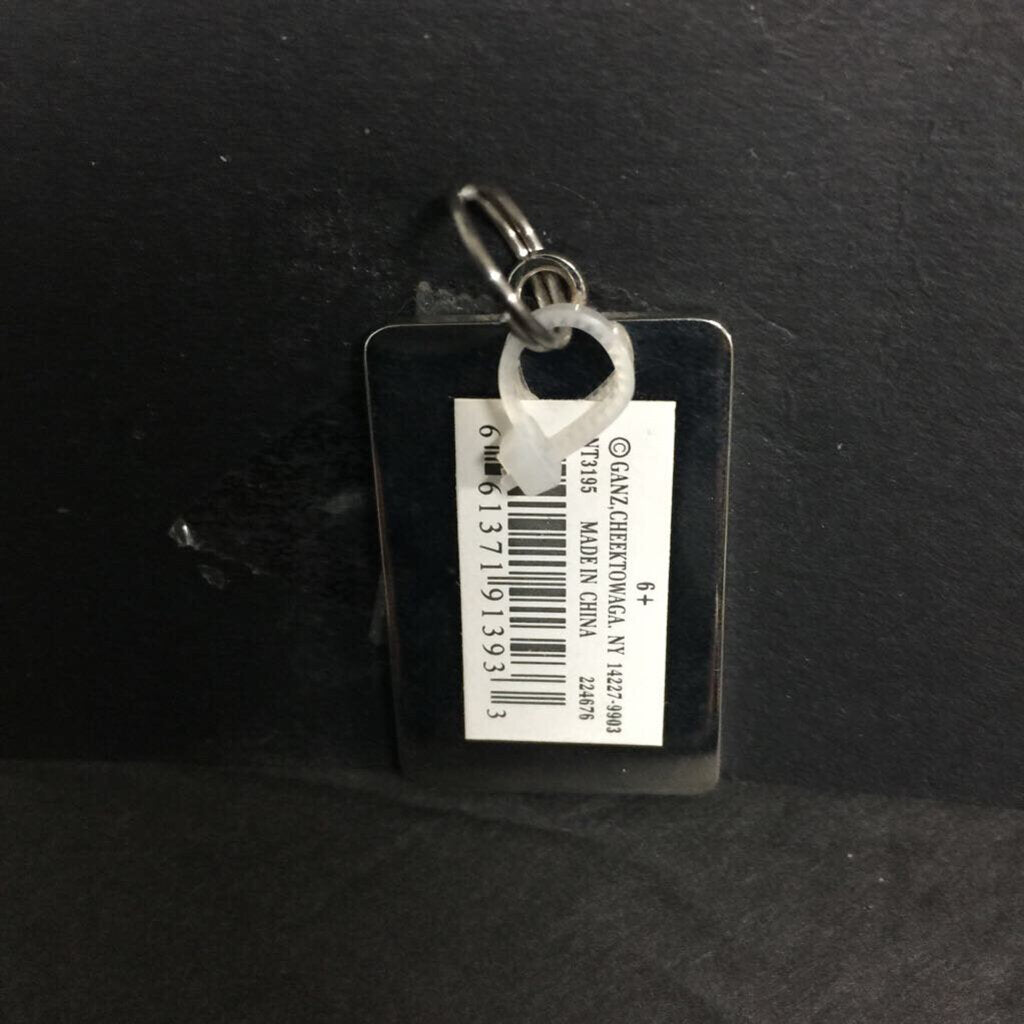 6+
©GANZ,CHEEKTOWAGA. NY 14227-9903
NT3195 MADE IN CHINA 224676
6 61371 91393 3